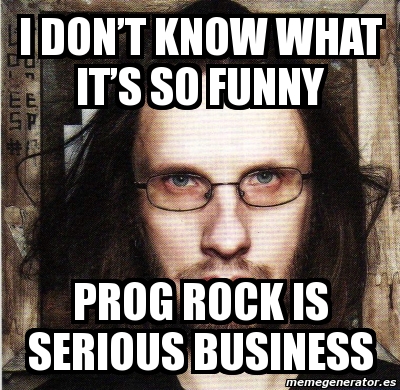 I DON'T KNOW WHAT
IT'S SO FUNNY
PROG ROCK IS
SERIOUS BUSINESS
memegenerator.es